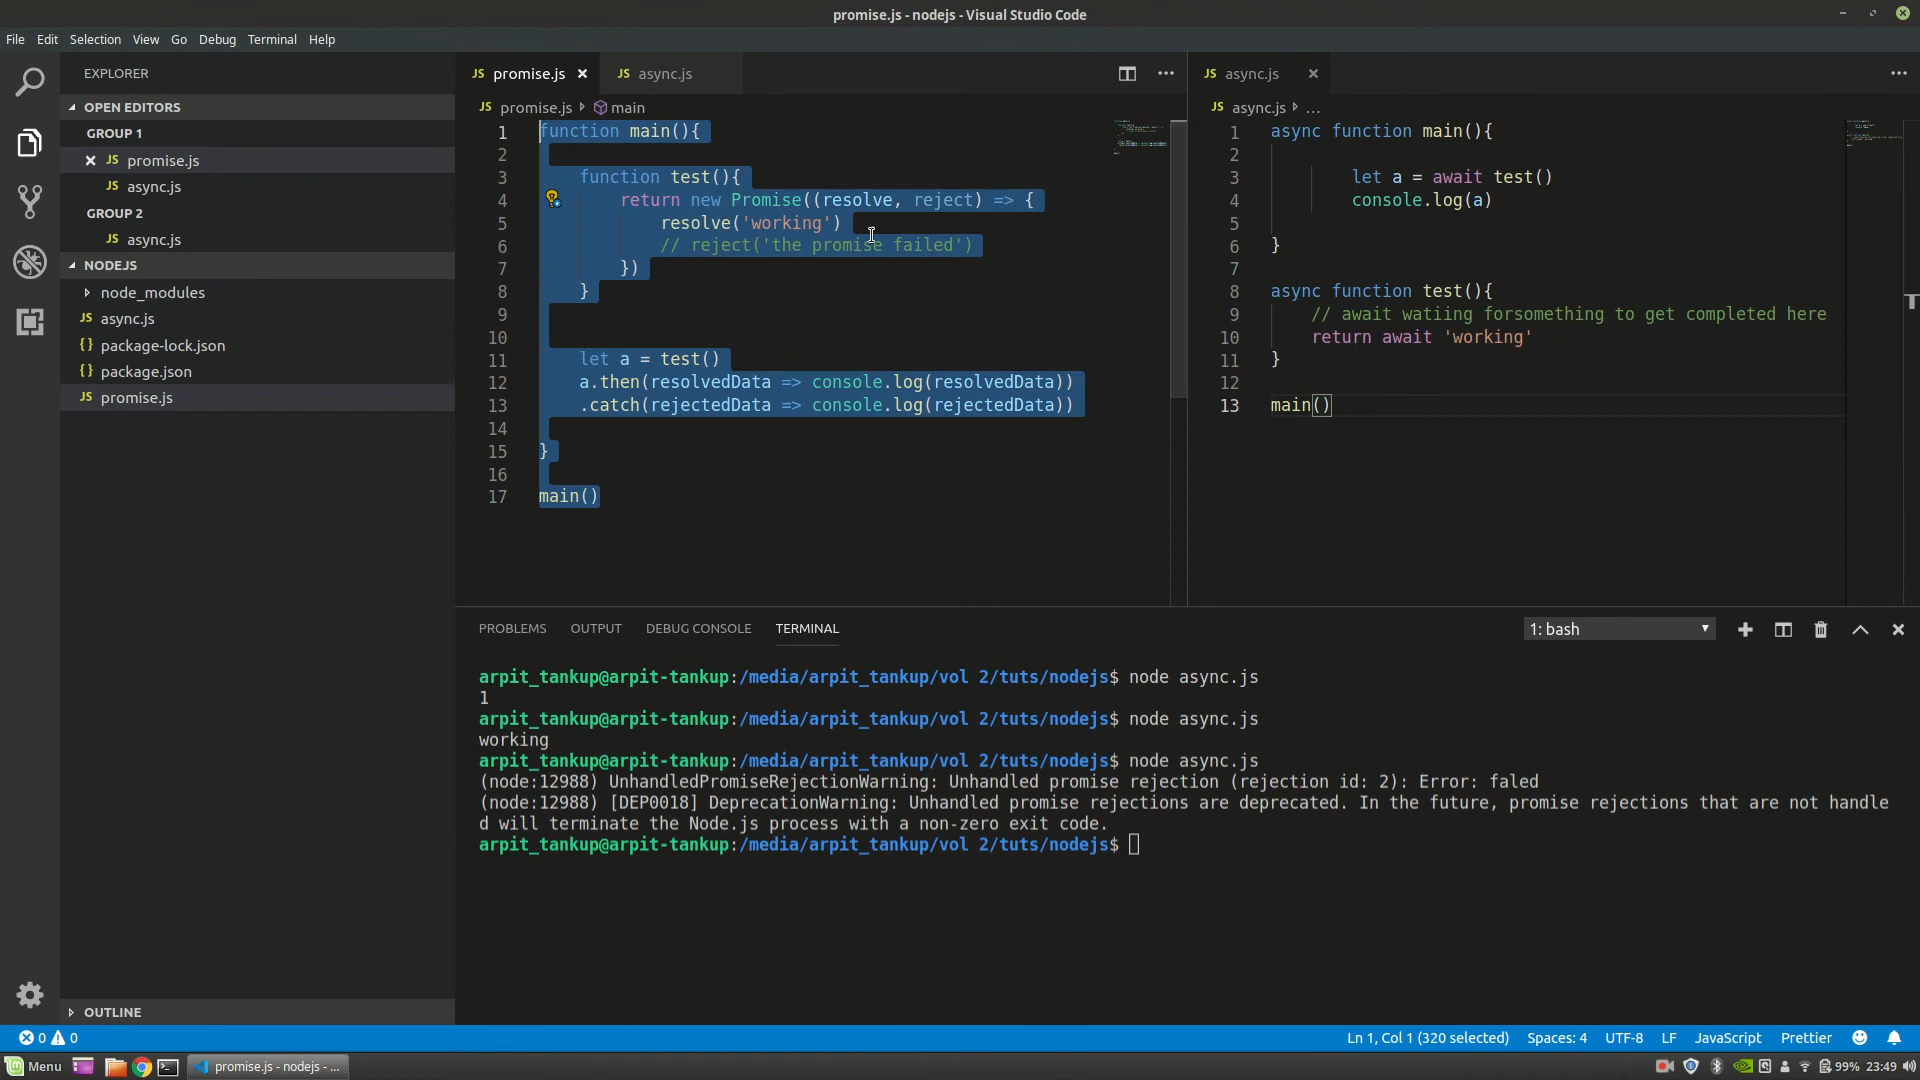 promise.js - nodejs - Visual Studio Code
File Edit Selection View Go Debug Terminal Help
EXPLORER
OPEN EDITORS
GROUP 1
JS promise.js
JS async.js
GROUP 2
JS async.js
NODEJS
node_modules
JS async.js
{} package-lock.json
{} package.json
JS promise.js
OUTLINE
JS promise.js JS async.js
JS promise.js main
1 function main(){
2
3 function test(){
4 return new Promise((resolve, reject) => {
5 resolve('working')
6 // reject('the promise failed')
7 })
8 }
9
10
11 let a = test()
12 a.then(resolvedData => console.log(resolvedData))
13 .catch(rejectedData => console.log(rejectedData))
14
15 }
16
17 main()
JS async.js
JS async.js ...
1 async function main(){
2
3 let a = await test()
4 console.log(a)
5
6 }
7
8 async function test(){
9 // await watiing forsomething to get completed here
10 return await 'working'
11 }
12
13 main()
PROBLEMS OUTPUT DEBUG CONSOLE TERMINAL 1: bash
arpit_tankup@arpit-tankup:/media/arpit_tankup/vol 2/tuts/nodejs$ node async.js
1
arpit_tankup@arpit-tankup:/media/arpit_tankup/vol 2/tuts/nodejs$ node async.js
working
arpit_tankup@arpit-tankup:/media/arpit_tankup/vol 2/tuts/nodejs$ node async.js
(node:12988) UnhandledPromiseRejectionWarning: Unhandled promise rejection (rejection id: 2): Error: faled
(node:12988) [DEP0018] DeprecationWarning: Unhandled promise rejections are deprecated. In the future, promise rejections that are not handle
d will terminate the Node.js process with a non-zero exit code.
arpit_tankup@arpit-tankup:/media/arpit_tankup/vol 2/tuts/nodejs$
0 0 Ln 1, Col 1 (320 selected) Spaces: 4 UTF-8 LF JavaScript Prettier
Menu promise.js - nodejs - ... 99% 23:49